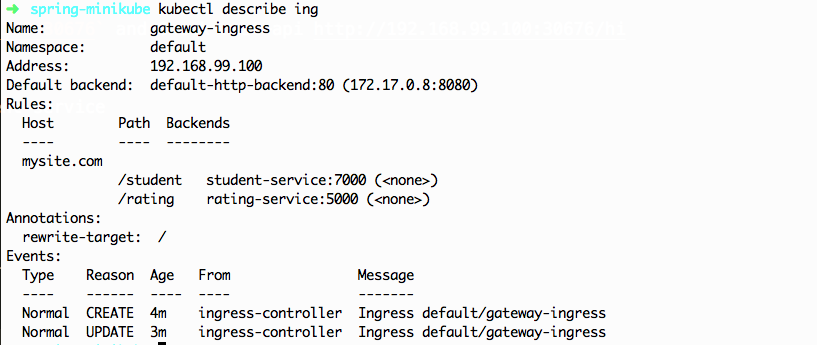 ➜ spring-minikube kubectl describe ing
Name: gateway-ingress
Namespace: default
Address: 192.168.99.100
Default backend: default-http-backend:80 (172.17.0.8:8080)
Rules:
Host Path Backends
---- ---- --------
mysite.com
/student student-service:7000 (<none>)
/rating rating-service:5000 (<none>)
Annotations:
rewrite-target: /
Events:
Type Reason Age From Message
---- ------ ---- ---- -------
Normal CREATE 4m ingress-controller Ingress default/gateway-ingress
Normal UPDATE 3m ingress-controller Ingress default/gateway-ingress